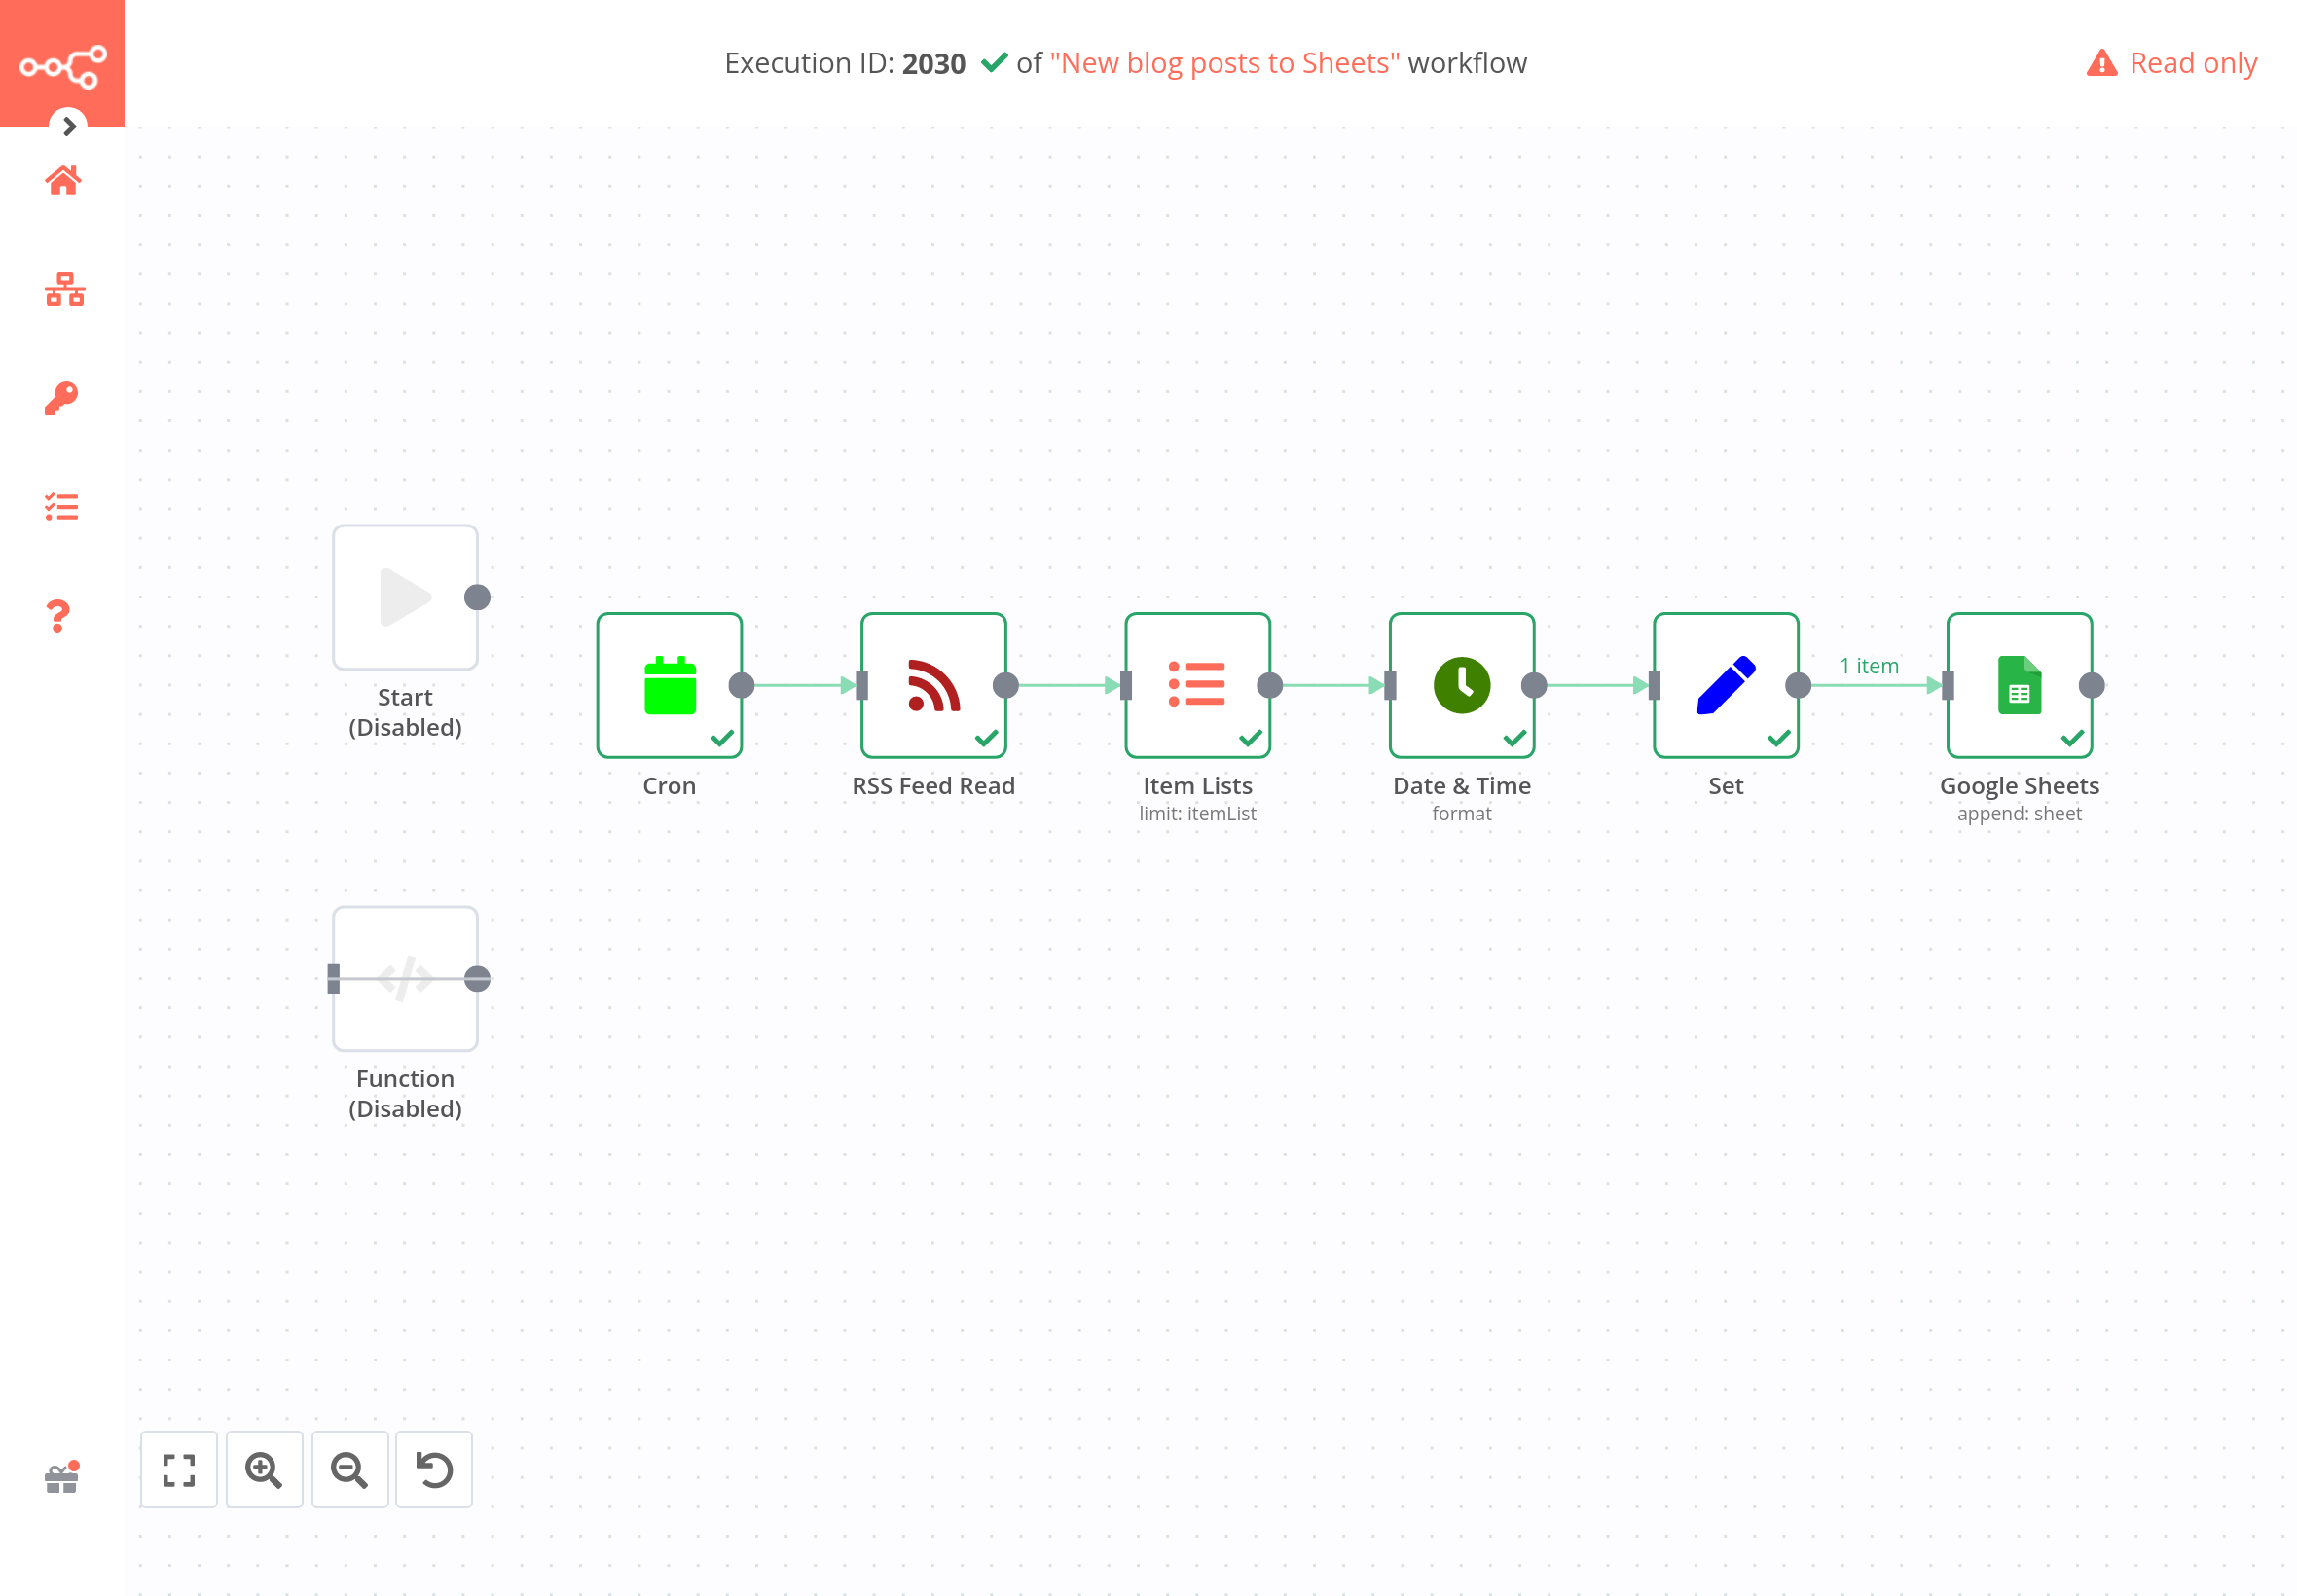 Execution ID: 2030 of "New blog posts to Sheets" workflow
Read only
Start
(Disabled)
1 item
Cron
RSS Feed Read
Item Lists
limit: itemList
Date & Time
format
Set
Google Sheets
append: sheet
Function
(Disabled)